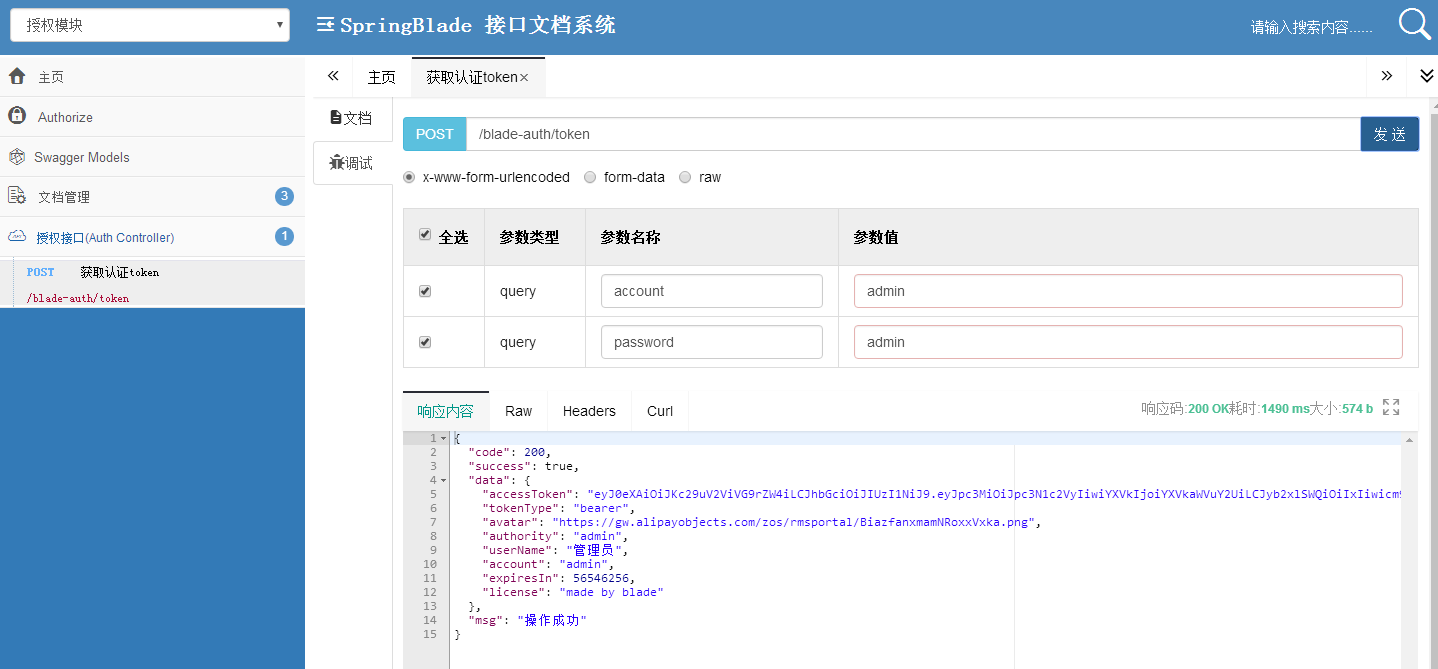 授权模块
SpringBlade 接口文档系统
请输入搜索内容......
主页
Authorize
Swagger Models
文档管理 3
授权接口(Auth Controller) 1
POST 获取认证token
/blade-auth/token
主页 获取认证token×
文档
调试
POST /blade-auth/token 发 送
x-www-form-urlencoded form-data raw
全选 参数类型 参数名称 参数值
query account admin
query password admin
响应内容 Raw Headers Curl 响应码:200 OK耗时:1490 ms大小:574 b
1 {
2 "code": 200,
3 "success": true,
4 "data": {
5 "accessToken":
6 "tokenType": "bearer",
7 "avatar": "https://gw.alipayobjects.com/zos/rmsportal/BiazfanxmamNRoxxVxka.png",
8 "authority": "admin",
9 "userName": "管理员",
10 "account": "admin",
11 "expiresIn": 56546256,
12 "license": "made by blade"
13 },
14 "msg": "操作成功"
15 }